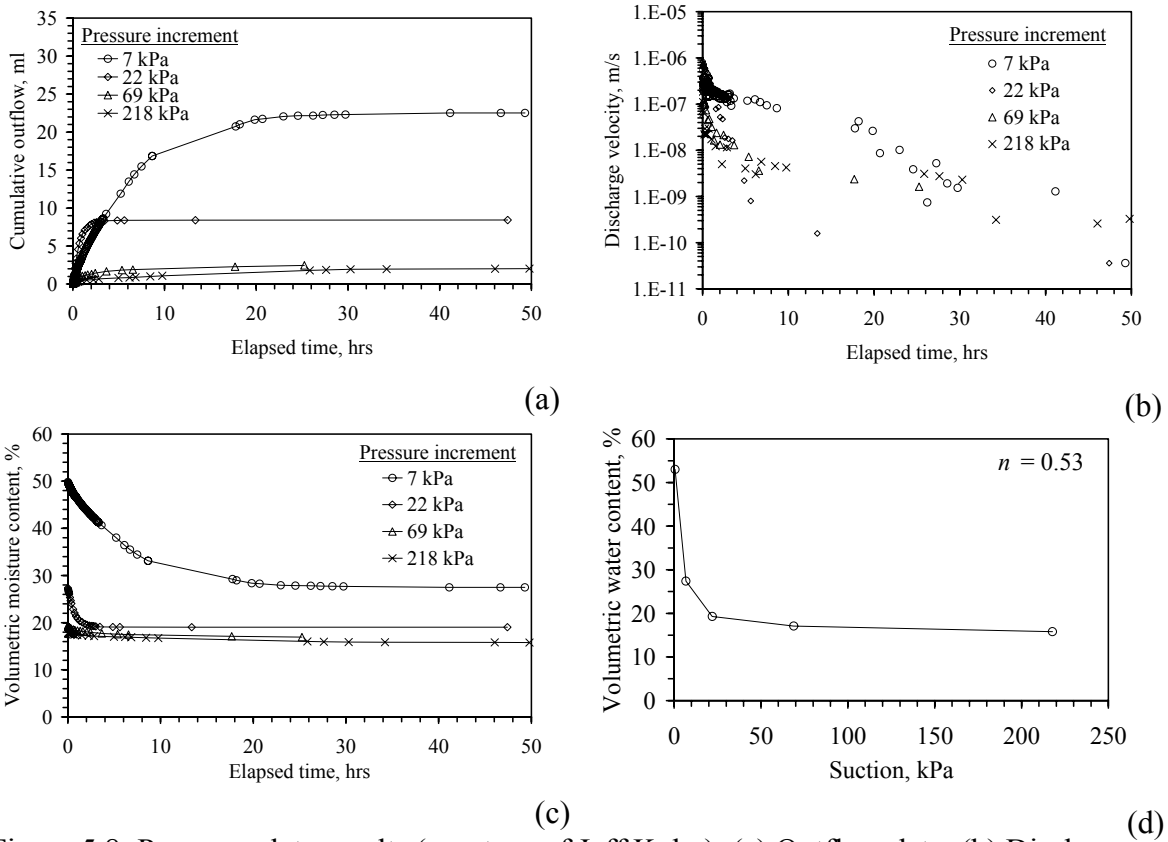 Pressure increment
7 kPa
22 kPa
69 kPa
218 kPa
Cumulative outflow, ml
35
30
25
20
15
10
5
0
0 10 20 30 40 50
Elapsed time, hrs
(a)
Pressure increment
7 kPa
22 kPa
69 kPa
218 kPa
Discharge velocity, m/s
1.E-05
1.E-06
1.E-07
1.E-08
1.E-09
1.E-10
1.E-11
0 10 20 30 40 50
Elapsed time, hrs
(b)
Pressure increment
7 kPa
22 kPa
69 kPa
218 kPa
Volumetric moisture content, %
60
50
40
30
20
10
0
0 10 20 30 40 50
Elapsed time, hrs
(c)
n = 0.53
Volumetric water content, %
60
50
40
30
20
10
0
0 50 100 150 200 250
Suction, kPa
(d)